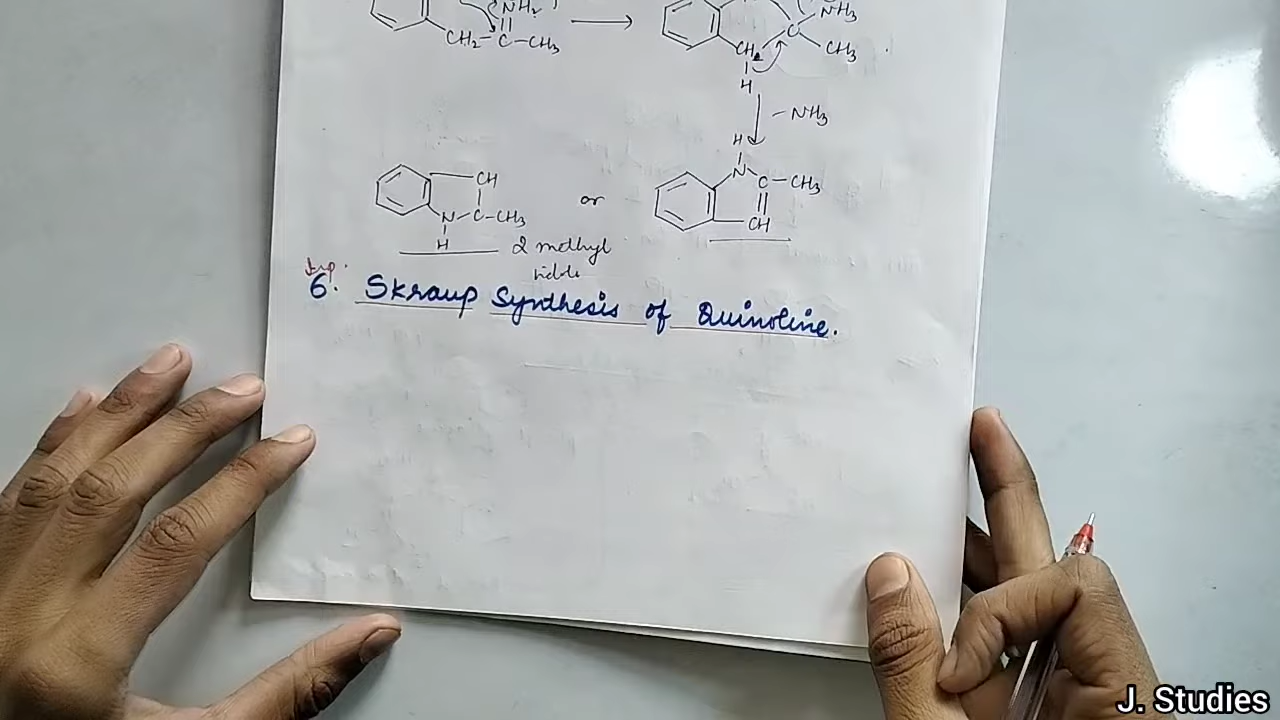 NH2
CH2-C-CH3
NH3
C
CH3
CH2
H
- NH3
H
N C-CH3
CH
CH
N-C-CH3
H
or
2 methyl
Imp.
6. Skraup Synthesis of Quinoline.
J. Studies